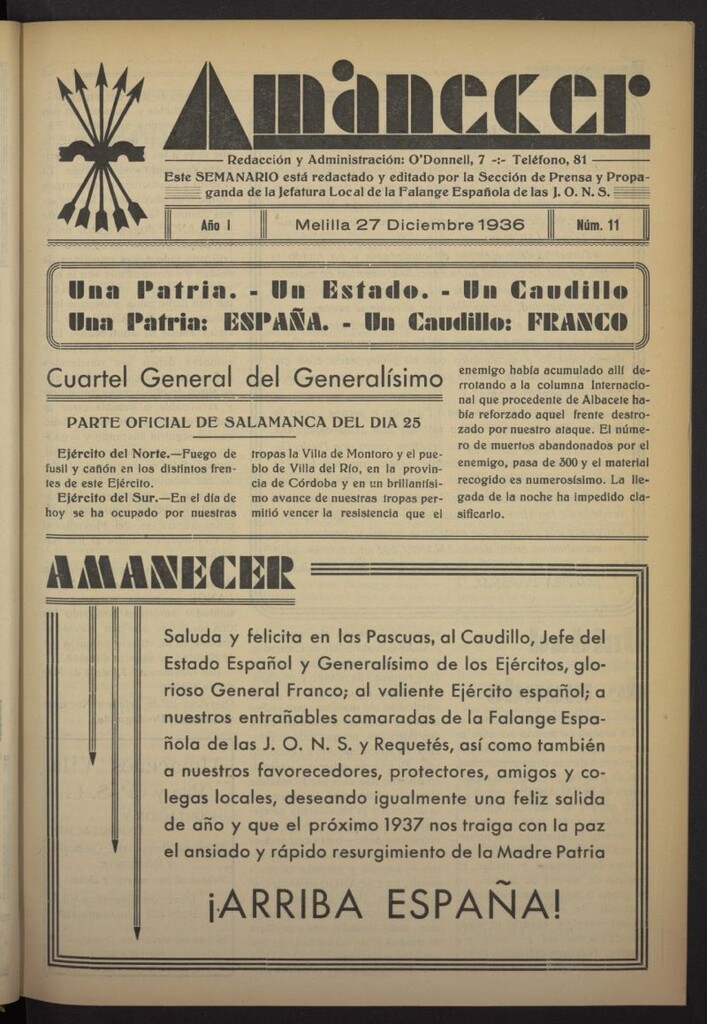 Amanecer
Redacción y Administración: O'Donnell, 7 -:- Teléfono, 81
Este SEMANARIO está redactado y editado por la Sección de Prensa y Propa-
ganda de la Jefatura Local de la Falange Española de las J. O. N. S.
Año I
Melilla 27 Diciembre 1936
Núm. 11
Una Patria. - Un Estado. - Un Caudillo
Una Patria: ESPAÑA. - Un Caudillo: FRANCO
Cuartel General del Generalísimo
PARTE OFICIAL DE SALAMANCA DEL DIA 25
Ejército del Norte.—Fuego de
fusil y cañón en los distintos fren-
tes de este Ejército.
Ejército del Sur.—En el día de
hoy se ha ocupado por nuestras
tropas la Villa de Montoro y el pue-
blo de Villa del Río, en la provin-
cia de Córdoba y en un brillantísi-
mo avance de nuestras tropas per-
mitió vencer la resistencia que el
enemigo había acumulado allí de-
rrotando a la columna Internacio-
nal que procedente de Albacete ha-
bía reforzado aquel frente destro-
zado por nuestro ataque. El núme-
ro de muertos abandonados por el
enemigo, pasa de 300 y el material
recogido es numerosísimo. La lle-
gada de la noche ha impedido cla-
sificarlo.
AMANECER
Saluda y felicita en las Pascuas, al Caudillo, Jefe del
Estado Español y Generalísimo de los Ejércitos, glo-
rioso General Franco; al valiente Ejército español; a
nuestros entrañables camaradas de la Falange Espa-
ñola de las J. O. N. S. y Requetés, así como también
a nuestros favorecedores, protectores, amigos y co-
legas locales, deseando igualmente una feliz salida
de año y que el próximo 1937 nos traiga con la paz
el ansiado y rápido resurgimiento de la Madre Patria
¡ARRIBA ESPAÑA!